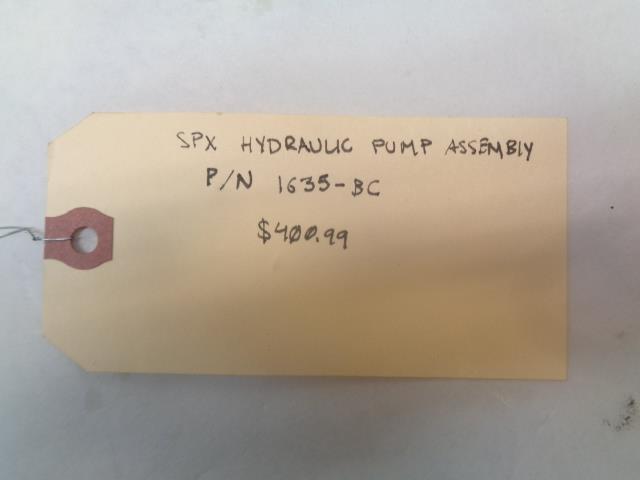 SPX HYDRAULIC PUMP ASSEMBLY
P/N 1635-BC
$400.99